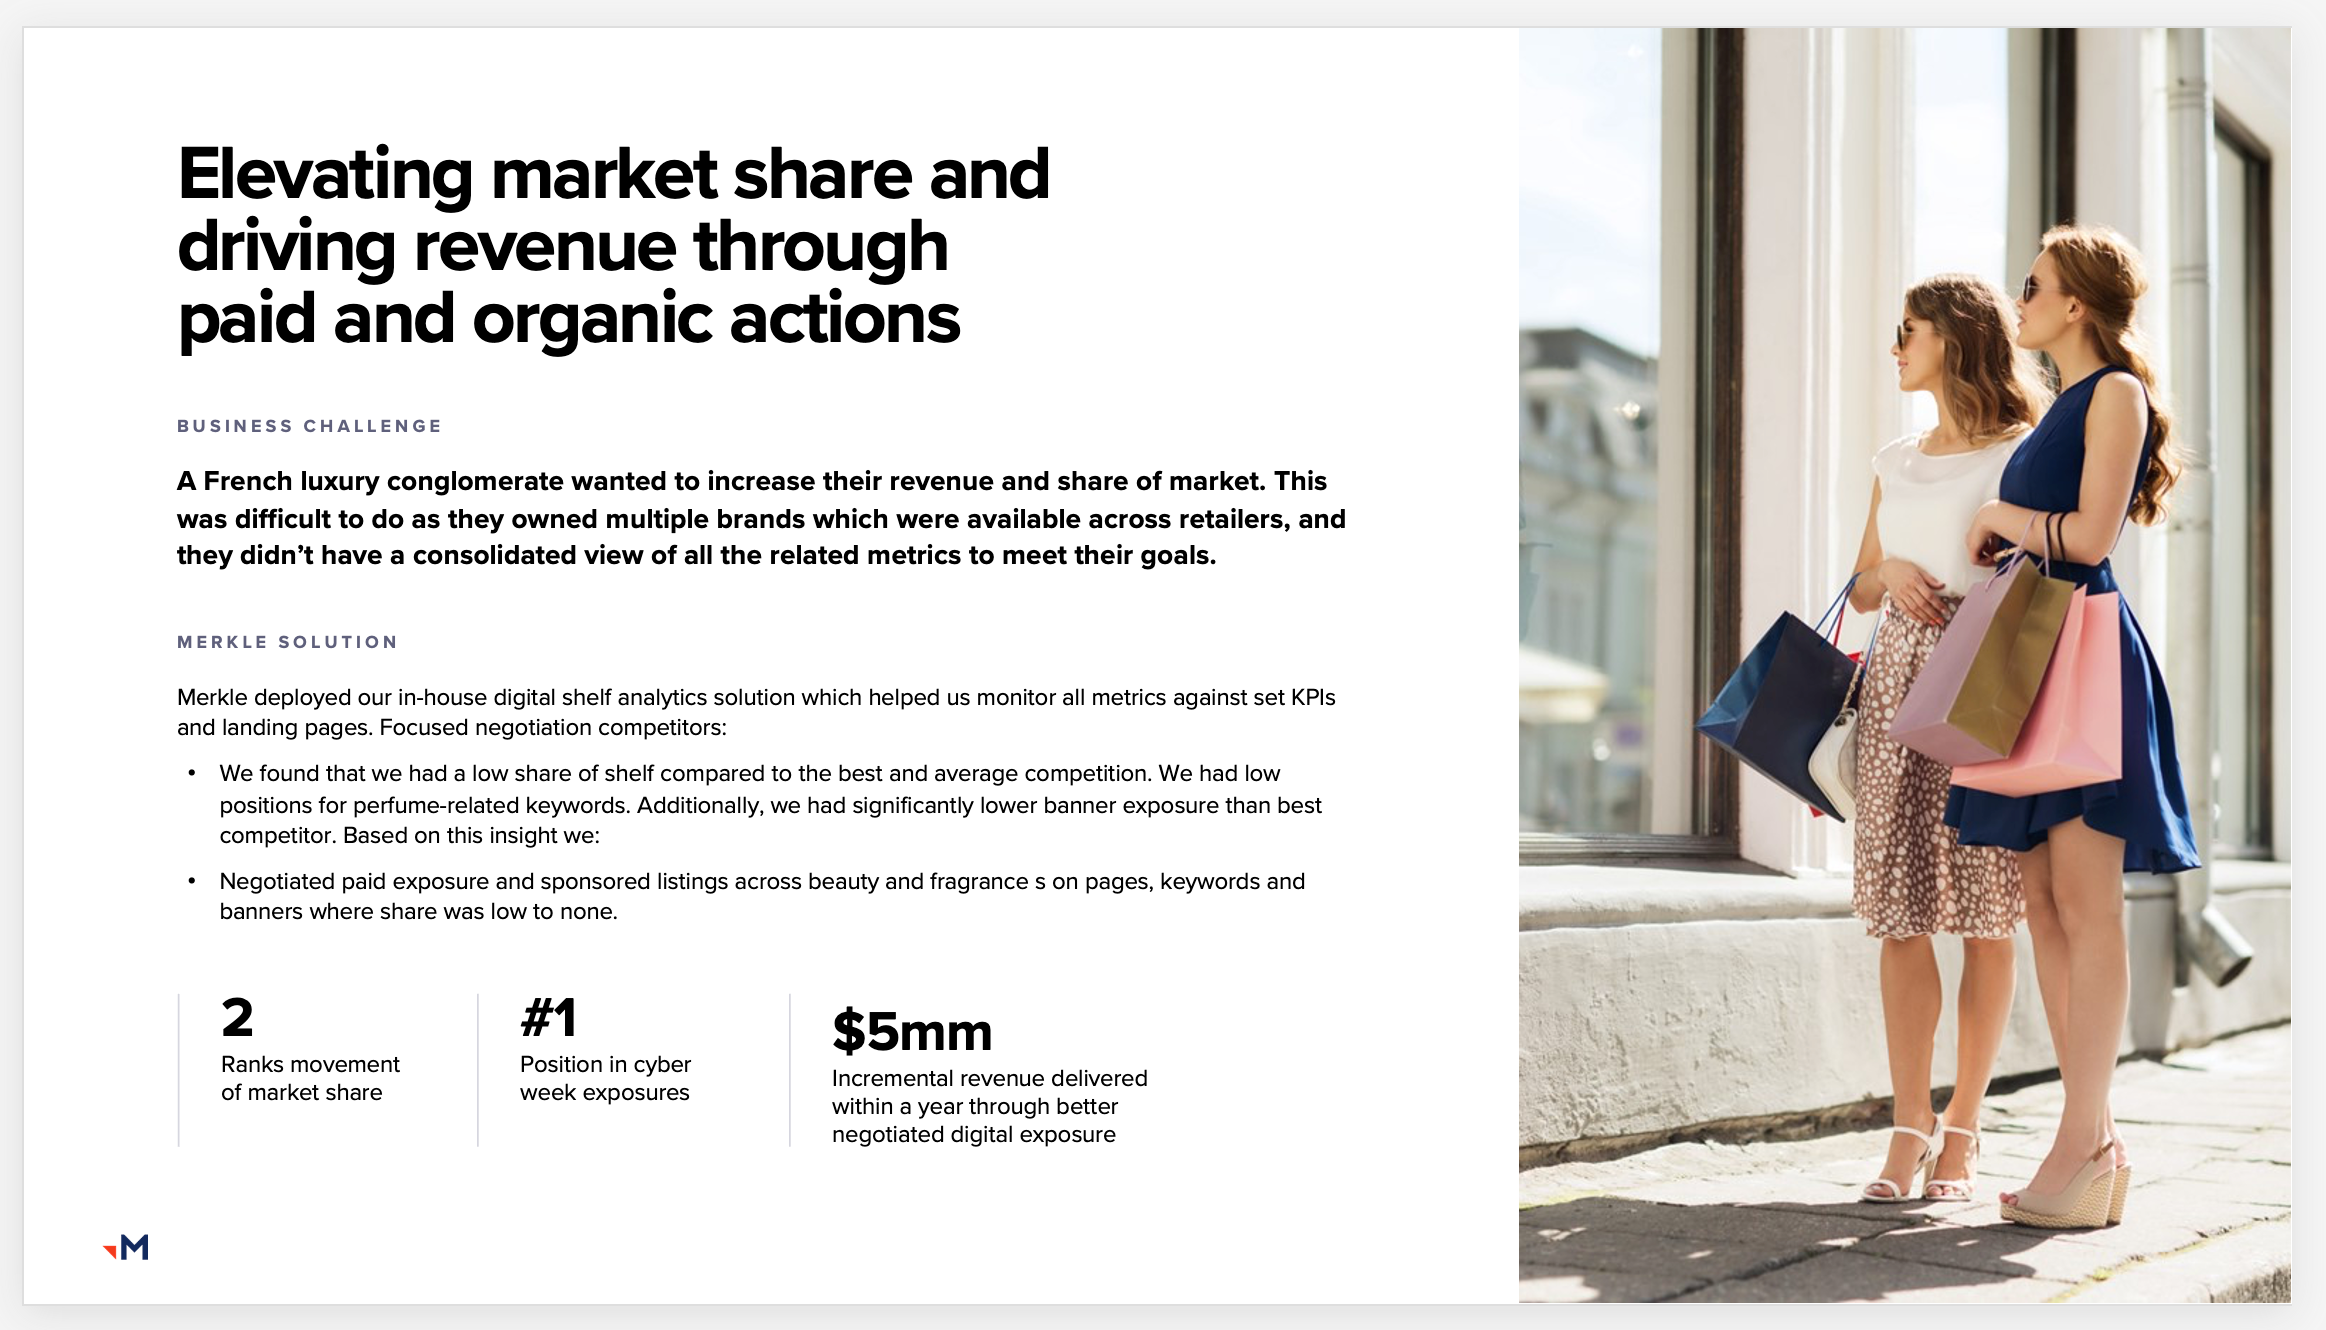 Elevating market share and
driving revenue through
paid and organic actions
BUSINESS CHALLENGE
A French luxury conglomerate wanted to increase their revenue and share of market. This
was difficult to do as they owned multiple brands which were available across retailers, and
they didn’t have a consolidated view of all the related metrics to meet their goals.
MERKLE SOLUTION
Merkle deployed our in-house digital shelf analytics solution which helped us monitor all metrics against set KPIs
and landing pages. Focused negotiation competitors:
• We found that we had a low share of shelf compared to the best and average competition. We had low
positions for perfume-related keywords. Additionally, we had significantly lower banner exposure than best
competitor. Based on this insight we:
• Negotiated paid exposure and sponsored listings across beauty and fragrance s on pages, keywords and
banners where share was low to none.
2
Ranks movement
of market share
#1
Position in cyber
week exposures
$5mm
Incremental revenue delivered
within a year through better
negotiated digital exposure
M